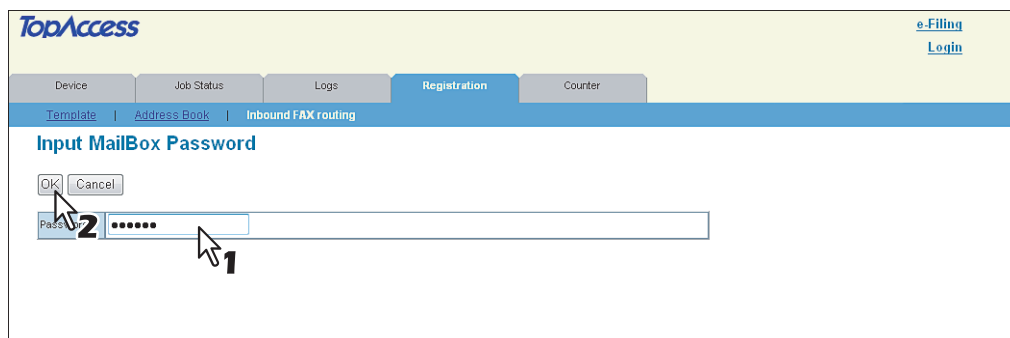 TopAccess
e-Filing
Login
Device Job Status Logs Registration Counter
Template | Address Book | Inbound FAX routing
Input MailBox Password
OK Cancel
Password ••••••
2
1